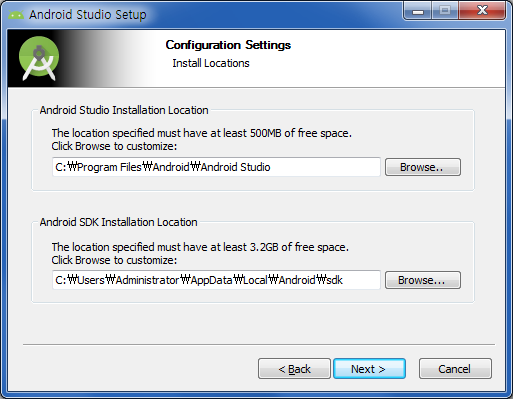 Android Studio Setup
Configuration Settings
Install Locations
Android Studio Installation Location
The location specified must have at least 500MB of free space.
Click Browse to customize:
C:₩Program Files₩Android₩Android Studio
Browse..
Android SDK Installation Location
The location specified must have at least 3.2GB of free space.
Click Browse to customize:
C:₩Users₩Administrator₩AppData₩Local₩Android₩sdk
Browse...
< Back
Next >
Cancel